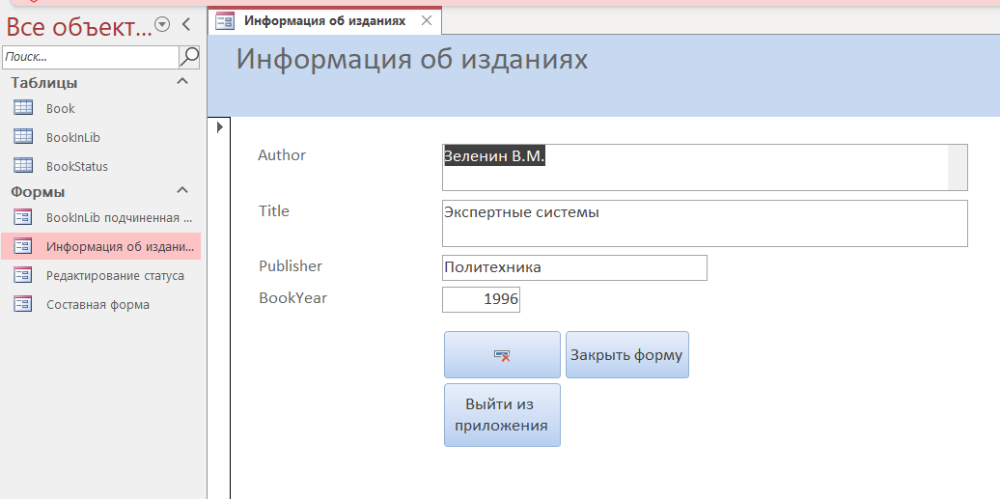 Все объект...
Поиск...
Таблицы
Book
BookInLib
BookStatus
Формы
BookInLib подчиненная ...
Информация об издани...
Редактирование статуса
Составная форма
Информация об изданиях
Информация об изданиях
Author
Зеленин В.М.
Title
Экспертные системы
Publisher
Политехника
BookYear
1996
Закрыть форму
Выйти из
приложения